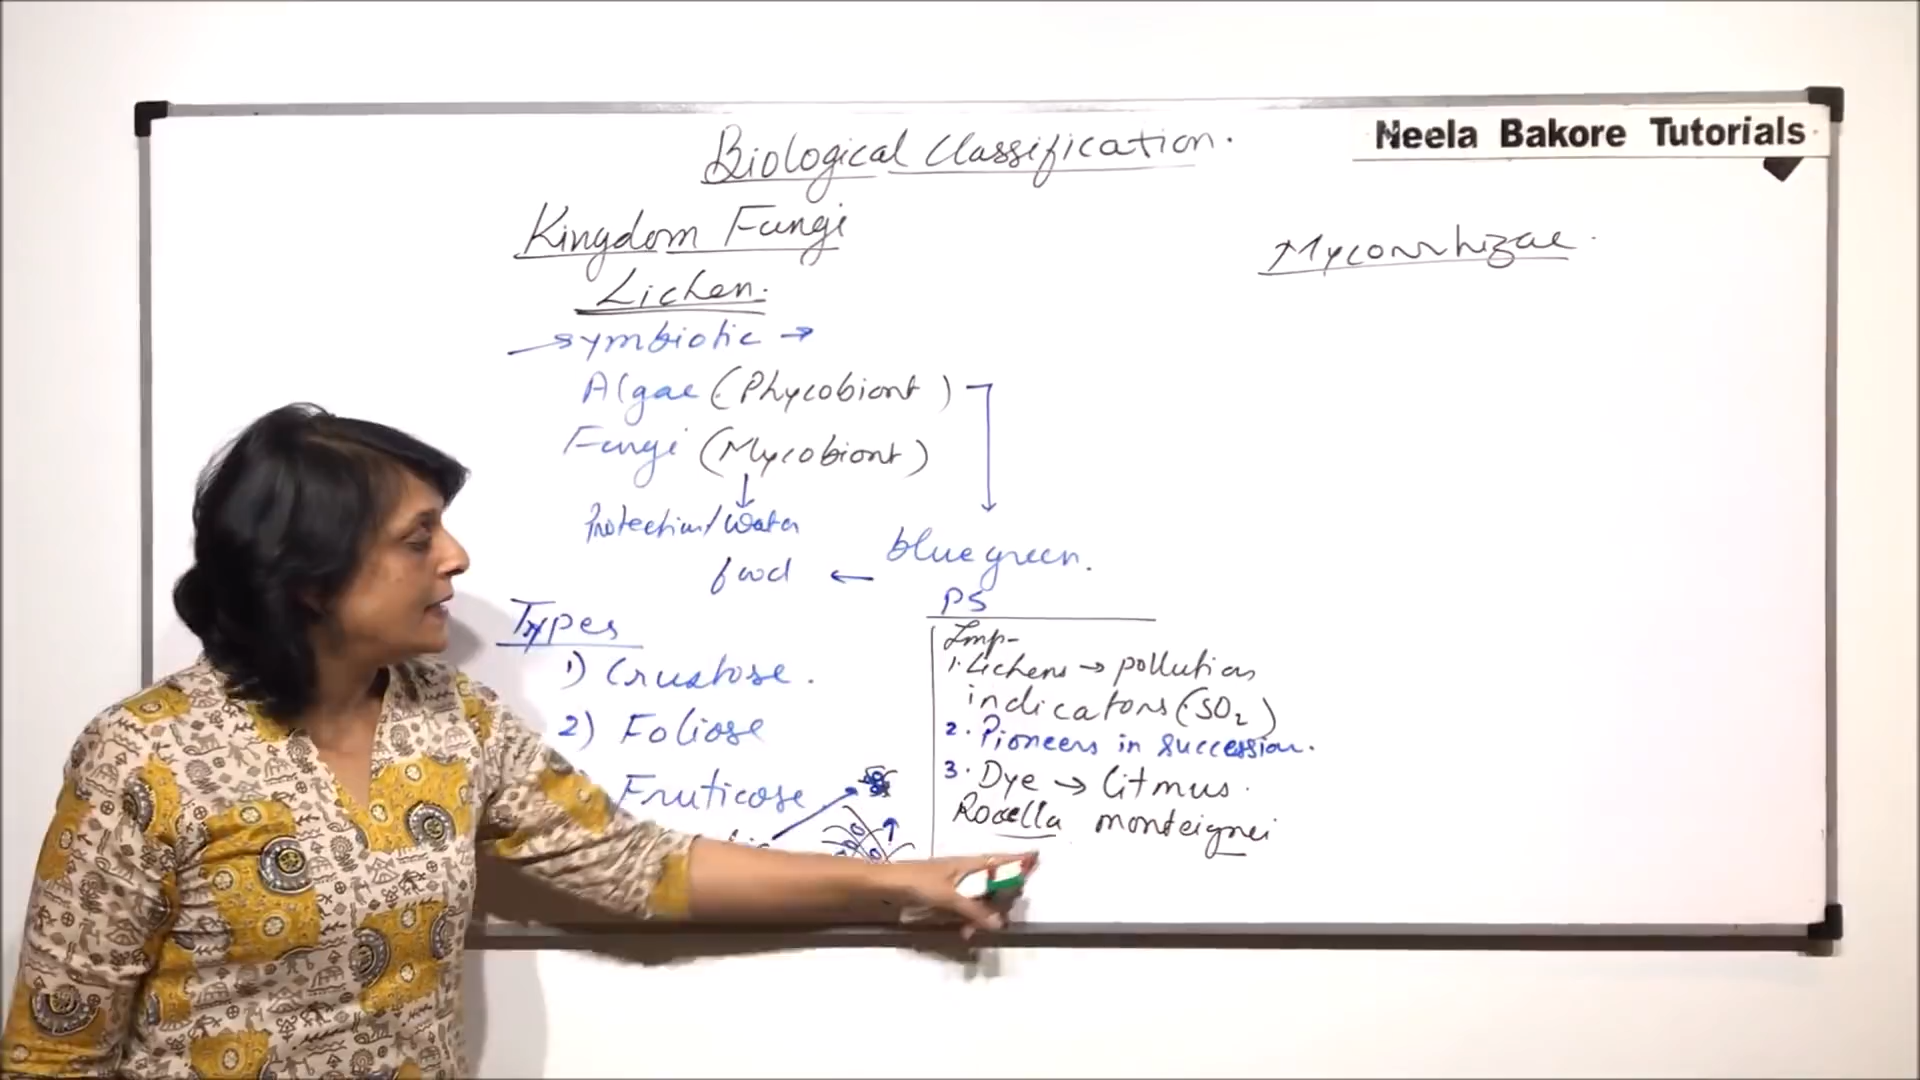 Biological Classification.
Neela Bakore Tutorials
Kingdom Fungi
Mycorrhizae.
Lichen.
→ Symbiotic →
Algae (Phycobiont)
Fungi (Mycobiont)
↓
Protection/Water
food ← blue green.
PS
Types
1) Crustose.
2) Foliose
Fruticose
Imp-
1. Lichens → pollution
indicators (SO₂)
2. Pioneers in succession.
3. Dye → Litmus.
Rocella monteignei